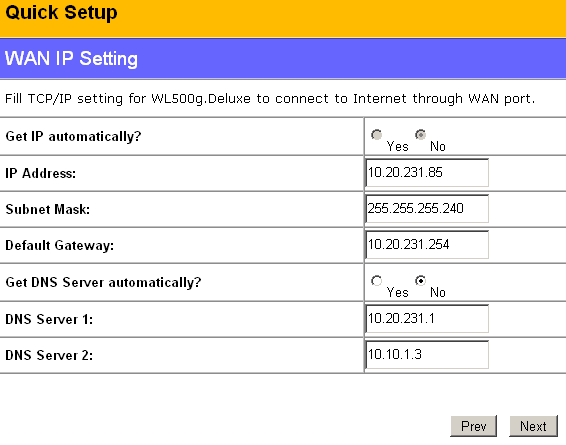 Quick Setup
WAN IP Setting
Fill TCP/IP setting for WL500g.Deluxe to connect to Internet through WAN port.
Get IP automatically? Yes No
IP Address: 10.20.231.85
Subnet Mask: 255.255.255.240
Default Gateway: 10.20.231.254
Get DNS Server automatically? Yes No
DNS Server 1: 10.20.231.1
DNS Server 2: 10.10.1.3
Prev Next